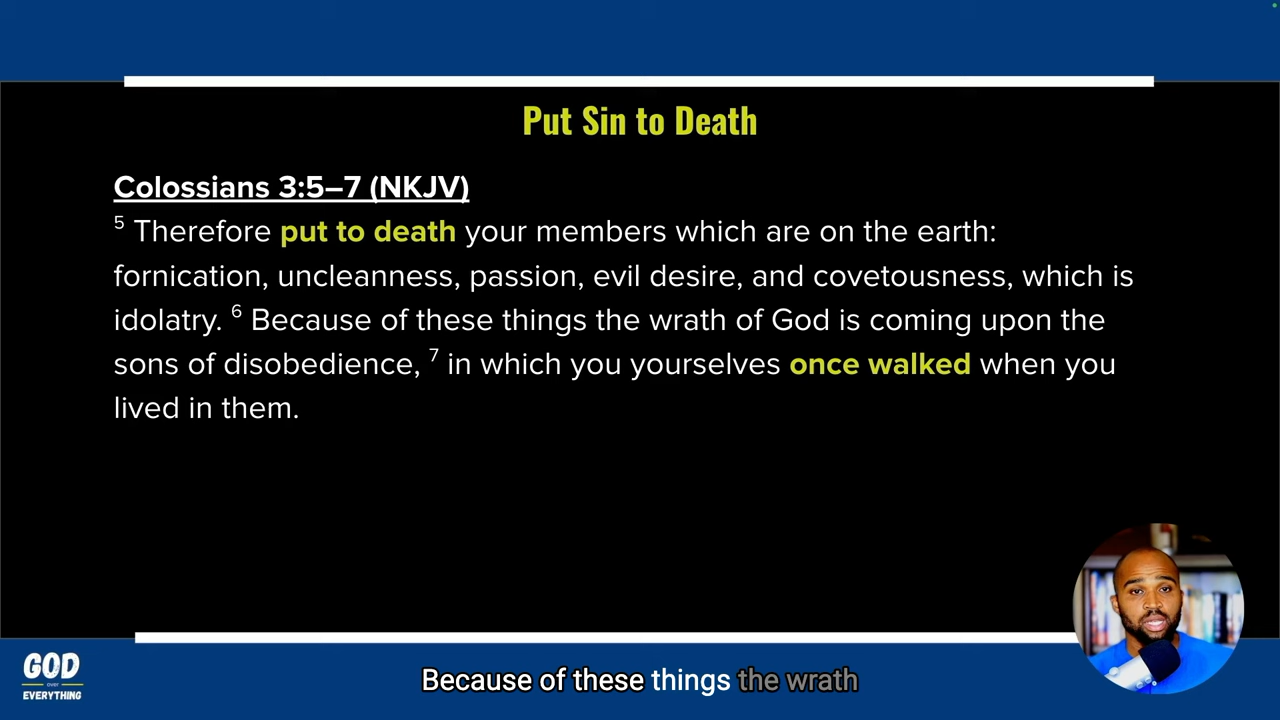 Put Sin to Death
Colossians 3:5–7 (NKJV)
5 Therefore put to death your members which are on the earth:
fornication, uncleanness, passion, evil desire, and covetousness, which is
idolatry. 6 Because of these things the wrath of God is coming upon the
sons of disobedience, 7 in which you yourselves once walked when you
lived in them.
GOD
OVER
EVERYTHING
Because of these things the wrath